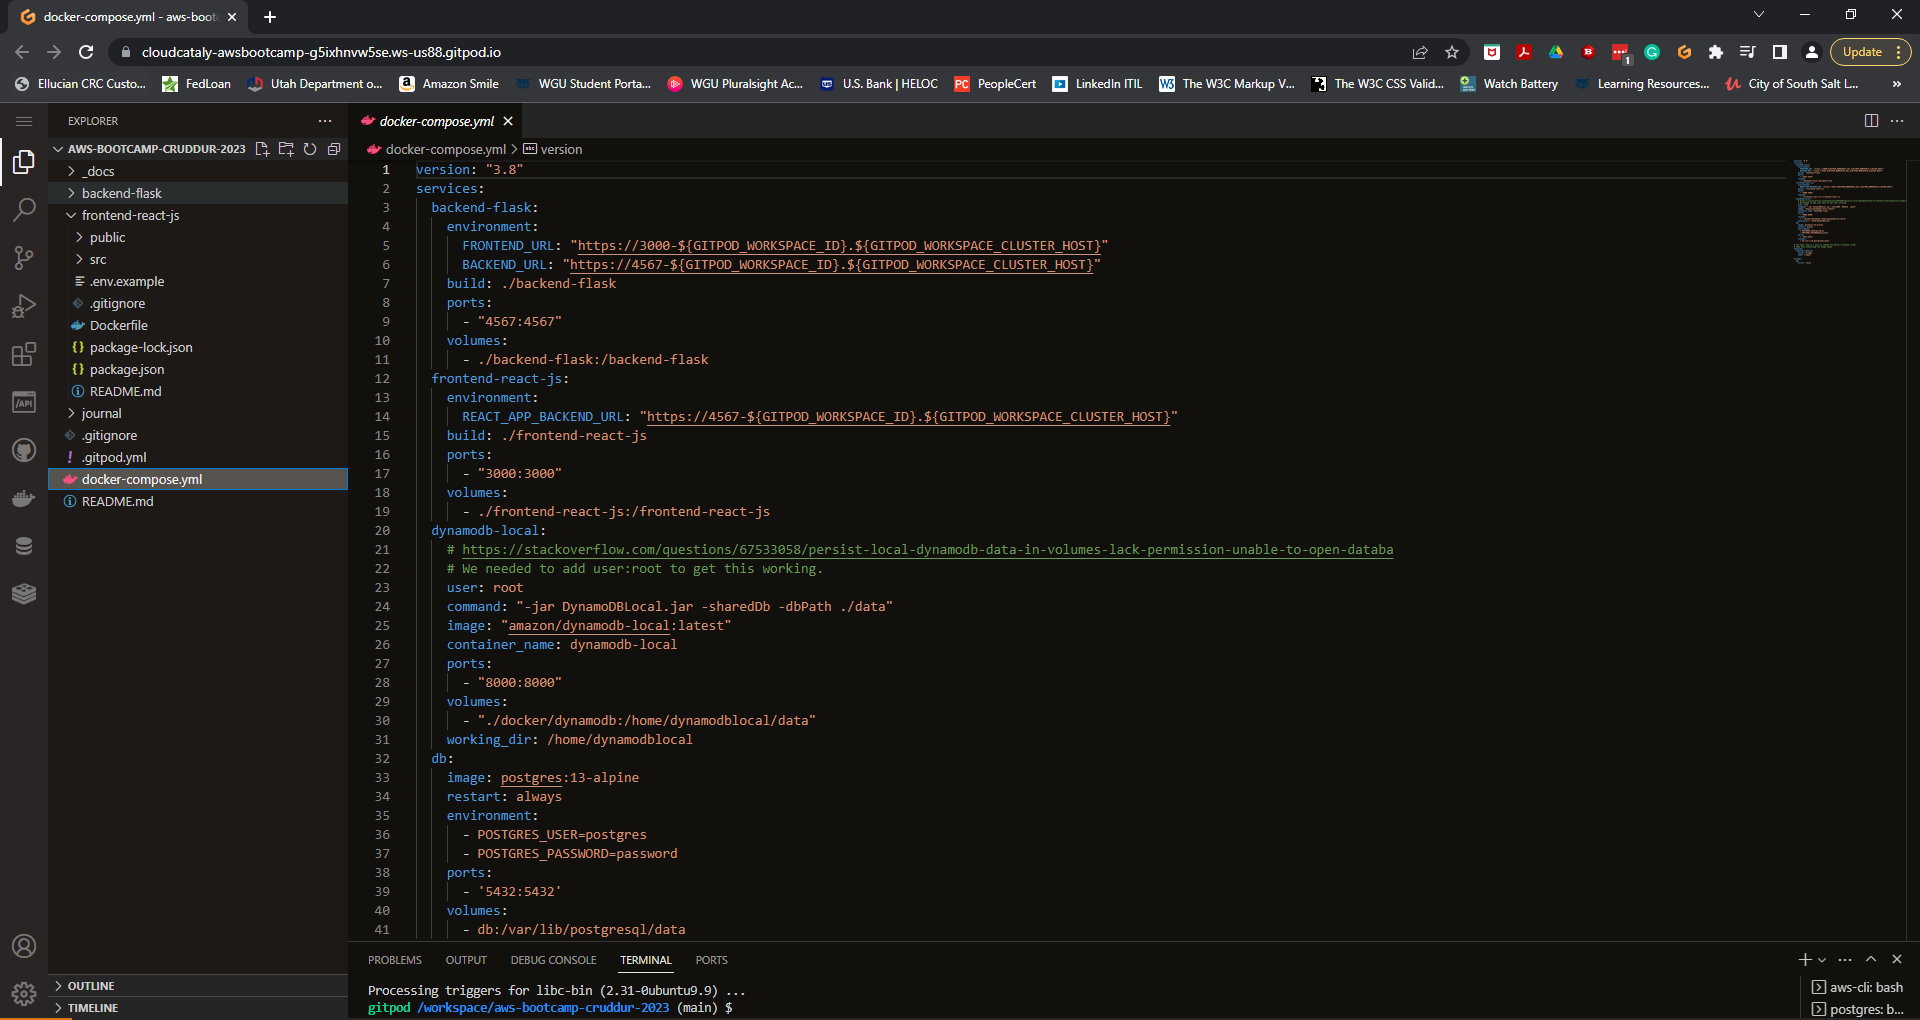 docker-compose.yml - aws-boot
cloudcataly-awsbootcamp-g5ixhnvw5se.ws-us88.gitpod.io
1
Update
Ellucian CRC Custo...
FedLoan
Utah Department o...
Amazon Smile
WGU Student Porta...
WGU Pluralsight Ac...
U.S. Bank | HELOC
PC PeopleCert
LinkedIn ITIL
W3 The W3C Markup V...
The W3C CSS Valid...
Watch Battery
Learning Resources...
City of South Salt L...
»
EXPLORER
AWS-BOOTCAMP-CRUDDUR-2023
_docs
backend-flask
frontend-react-js
public
src
.env.example
.gitignore
Dockerfile
package-lock.json
package.json
README.md
journal
.gitignore
.gitpod.yml
docker-compose.yml
README.md
OUTLINE
TIMELINE
docker-compose.yml
docker-compose.yml > version
1 version: "3.8"
2 services:
3 backend-flask:
4 environment:
5 FRONTEND_URL: "https://3000-${GITPOD_WORKSPACE_ID}.${GITPOD_WORKSPACE_CLUSTER_HOST}"
6 BACKEND_URL: "https://4567-${GITPOD_WORKSPACE_ID}.${GITPOD_WORKSPACE_CLUSTER_HOST}"
7 build: ./backend-flask
8 ports:
9 - "4567:4567"
10 volumes:
11 - ./backend-flask:/backend-flask
12 frontend-react-js:
13 environment:
14 REACT_APP_BACKEND_URL: "https://4567-${GITPOD_WORKSPACE_ID}.${GITPOD_WORKSPACE_CLUSTER_HOST}"
15 build: ./frontend-react-js
16 ports:
17 - "3000:3000"
18 volumes:
19 - ./frontend-react-js:/frontend-react-js
20 dynamodb-local:
21 # https://stackoverflow.com/questions/67533058/persist-local-dynamodb-data-in-volumes-lack-permission-unable-to-open-databa
22 # We needed to add user:root to get this working.
23 user: root
24 command: "-jar DynamoDBLocal.jar -sharedDb -dbPath ./data"
25 image: "amazon/dynamodb-local:latest"
26 container_name: dynamodb-local
27 ports:
28 - "8000:8000"
29 volumes:
30 - "./docker/dynamodb:/home/dynamodblocal/data"
31 working_dir: /home/dynamodblocal
32 db:
33 image: postgres:13-alpine
34 restart: always
35 environment:
36 - POSTGRES_USER=postgres
37 - POSTGRES_PASSWORD=password
38 ports:
39 - '5432:5432'
40 volumes:
41 - db:/var/lib/postgresql/data
PROBLEMS OUTPUT DEBUG CONSOLE TERMINAL PORTS
Processing triggers for libc-bin (2.31-0ubuntu9.9) ...
gitpod /workspace/aws-bootcamp-cruddur-2023 (main) $
aws-cli: bash
postgres: b...